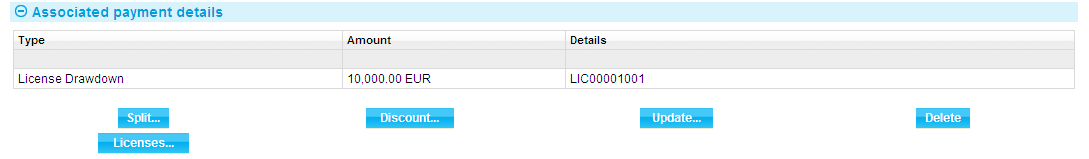 Associated payment details
Type Amount Details
License Drawdown 10,000.00 EUR LIC00001001
Split... Discount... Update... Delete
Licenses...